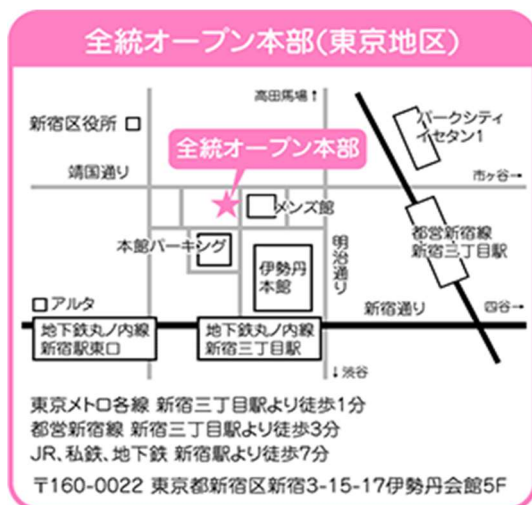 全統オープン本部(東京地区)
高田馬場↑
新宿区役所
パークシティ
イセタン1
全統オープン本部
靖国通り
市ヶ谷→
メンズ館
都営新宿線
新宿三丁目駅
本館パーキング
明治通り
伊勢丹
本館
アルタ
新宿通り
四谷→
地下鉄丸ノ内線
新宿駅東口
地下鉄丸ノ内線
新宿三丁目駅
↓渋谷
東京メトロ各線 新宿三丁目駅より徒歩1分
都営新宿線 新宿三丁目駅より徒歩3分
JR、私鉄、地下鉄 新宿駅より徒歩7分
〒160-0022 東京都新宿区新宿3-15-17伊勢丹会館5F